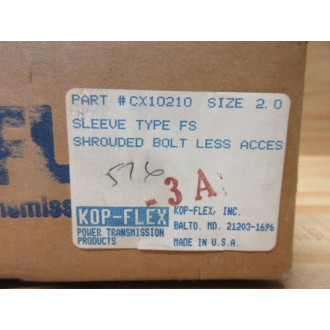 PART #CX10210 SIZE 2.0
SLEEVE TYPE FS
SHROUDED BOLT LESS ACCES
576
3A
KOP-FLEX
POWER TRANSMISSION
PRODUCTS
KOP-FLEX, INC.
BALTO. MD. 21203-1696
MADE IN U.S.A.